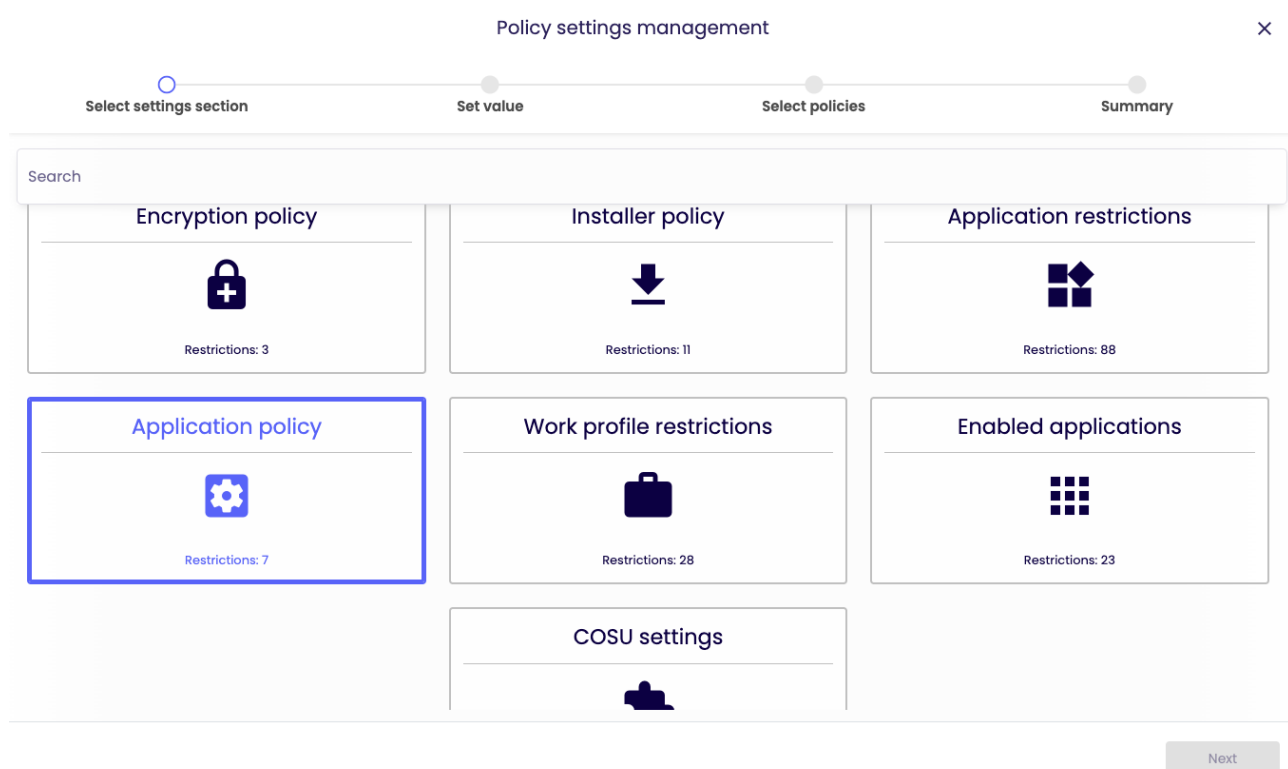 Policy settings management
Select settings section
Set value
Select policies
Summary
Search
Encryption policy
Installer policy
Application restrictions
Restrictions: 3
Restrictions: 11
Restrictions: 88
Application policy
Work profile restrictions
Enabled applications
Restrictions: 7
Restrictions: 28
Restrictions: 23
COSU settings
Next